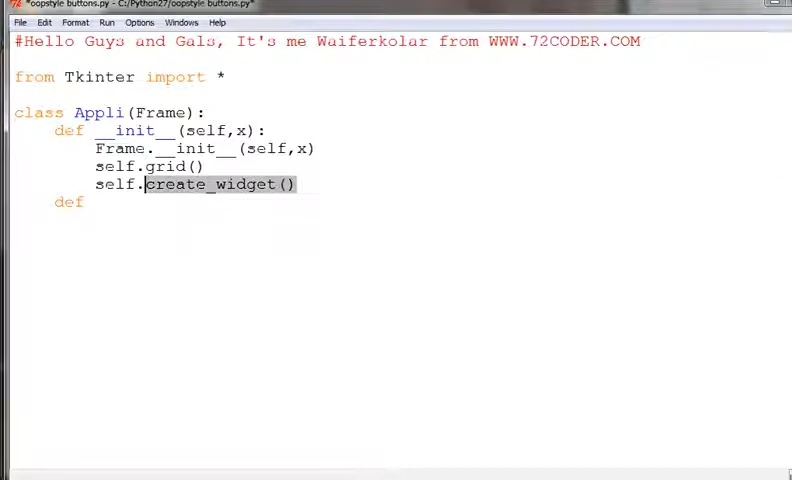 *oopstyle buttons.py - C:/Python27/oopstyle buttons.py*
File Edit Format Run Options Windows Help
#Hello Guys and Gals, It's me Waiferkolar from WWW.72CODER.COM
from Tkinter import *
class Appli(Frame):
    def __init__(self,x):
        Frame.__init__(self,x)
        self.grid()
        self.create_widget()
    def